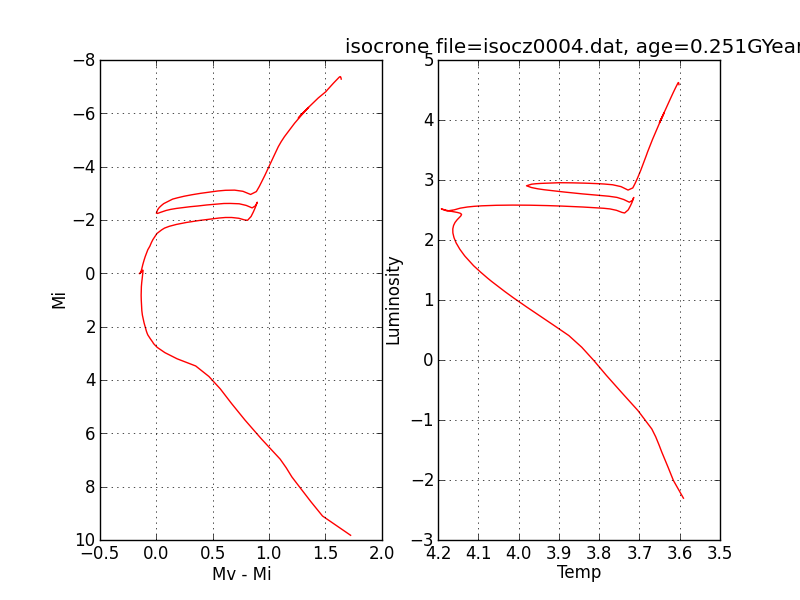 isocrone file=isocz0004.dat, age=0.251GYear
−8
−6
−4
−2
0
2
4
6
8
10
Mi
−0.5 0.0 0.5 1.0 1.5 2.0
Mv - Mi
5
4
3
2
1
0
−1
−2
−3
Luminosity
4.2 4.1 4.0 3.9 3.8 3.7 3.6 3.5
Temp